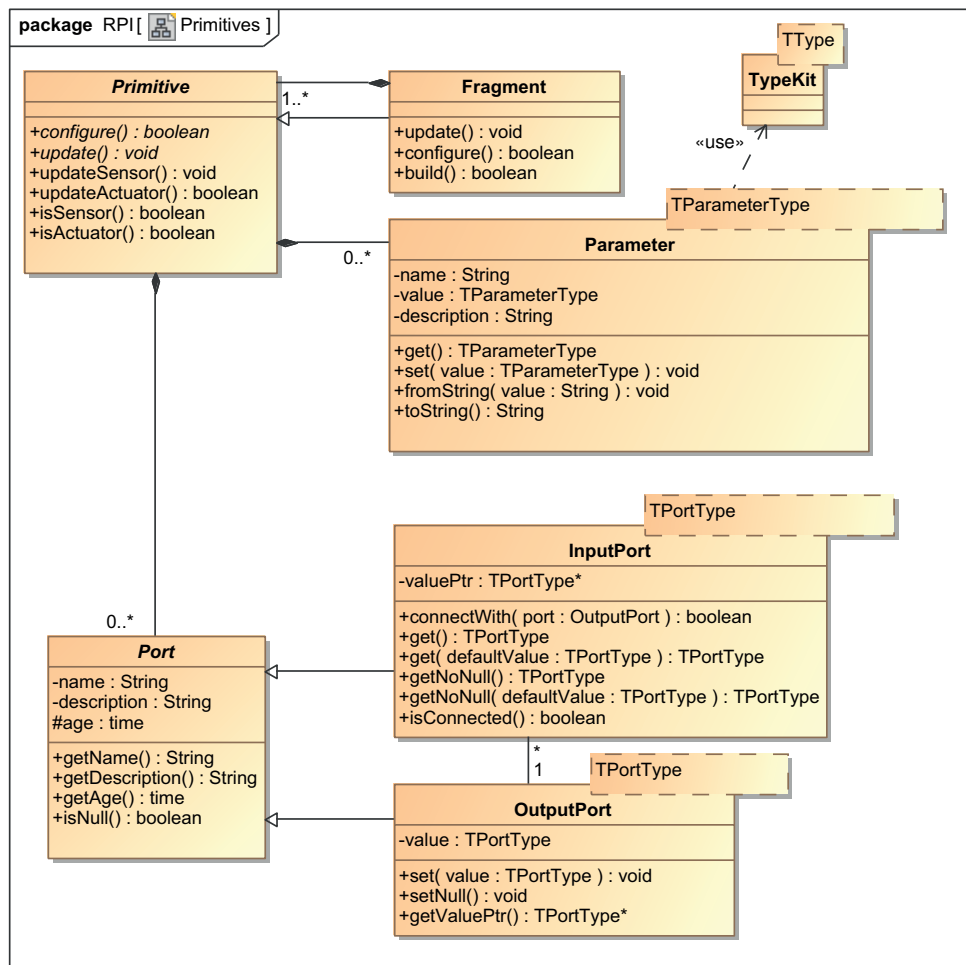 package RPI [ Primitives ]
Primitive
+configure() : boolean
+update() : void
+updateSensor() : void
+updateActuator() : boolean
+isSensor() : boolean
+isActuator() : boolean
1..*
Fragment
+update() : void
+configure() : boolean
+build() : boolean
TType
TypeKit
«use»
TParameterType
0..*
Parameter
-name : String
-value : TParameterType
-description : String
+get() : TParameterType
+set( value : TParameterType ) : void
+fromString( value : String ) : void
+toString() : String
TPortType
InputPort
-valuePtr : TPortType*
+connectWith( port : OutputPort ) : boolean
+get() : TPortType
+get( defaultValue : TPortType ) : TPortType
+getNoNull() : TPortType
+getNoNull( defaultValue : TPortType ) : TPortType
+isConnected() : boolean
0..*
Port
-name : String
-description : String
#age : time
+getName() : String
+getDescription() : String
+getAge() : time
+isNull() : boolean
*
1
TPortType
OutputPort
-value : TPortType
+set( value : TPortType ) : void
+setNull() : void
+getValuePtr() : TPortType*